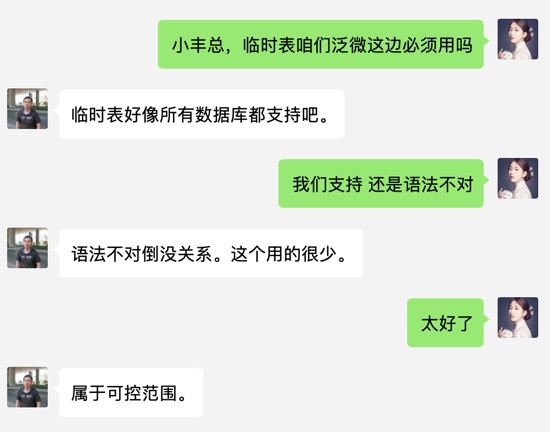 小丰总，临时表咱们泛微这边必须用吗
临时表好像所有数据库都支持吧。
我们支持 还是语法不对
语法不对倒没关系。这个用的很少。
太好了
属于可控范围。